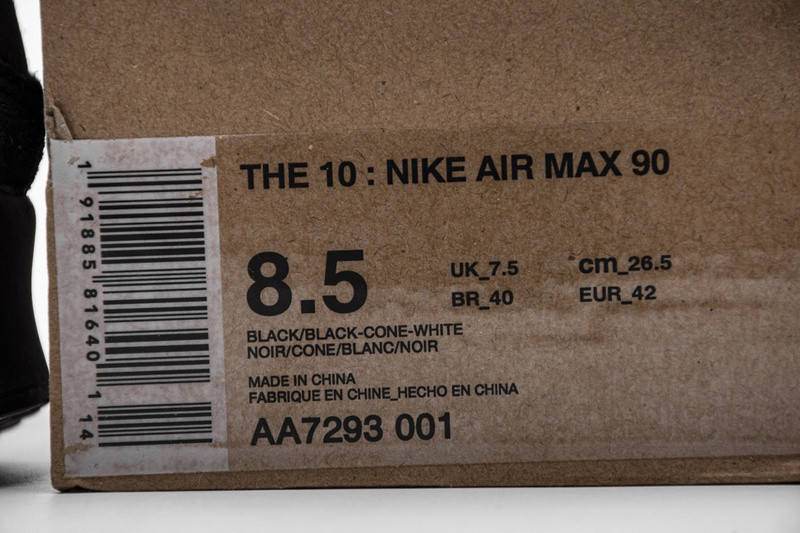 THE 10 : NIKE AIR MAX 90
8.5
UK_7.5 cm_26.5
BR_40 EUR_42
BLACK/BLACK-CONE-WHITE
NOIR/CONE/BLANC/NOIR
MADE IN CHINA
FABRIQUE EN CHINE_HECHO EN CHINA
AA7293 001
1 91885 81640 1 14